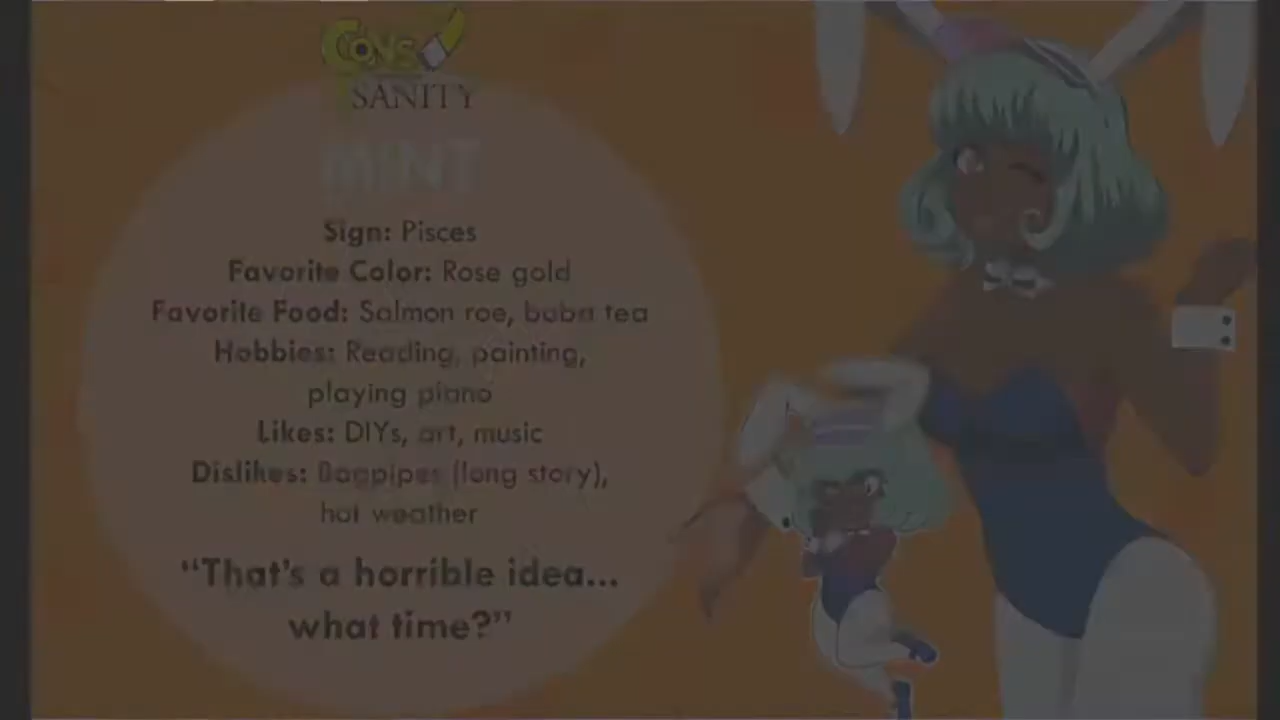 CONS
SANITY
MINT
Sign: Pisces
Favorite Color: Rose gold
Favorite Food: Salmon roe, boba tea
Hobbies: Reading, painting,
playing piano
Likes: DIYs, art, music
Dislikes: Bagpipes (long story),
hot weather
“That’s a horrible idea...
what time?”